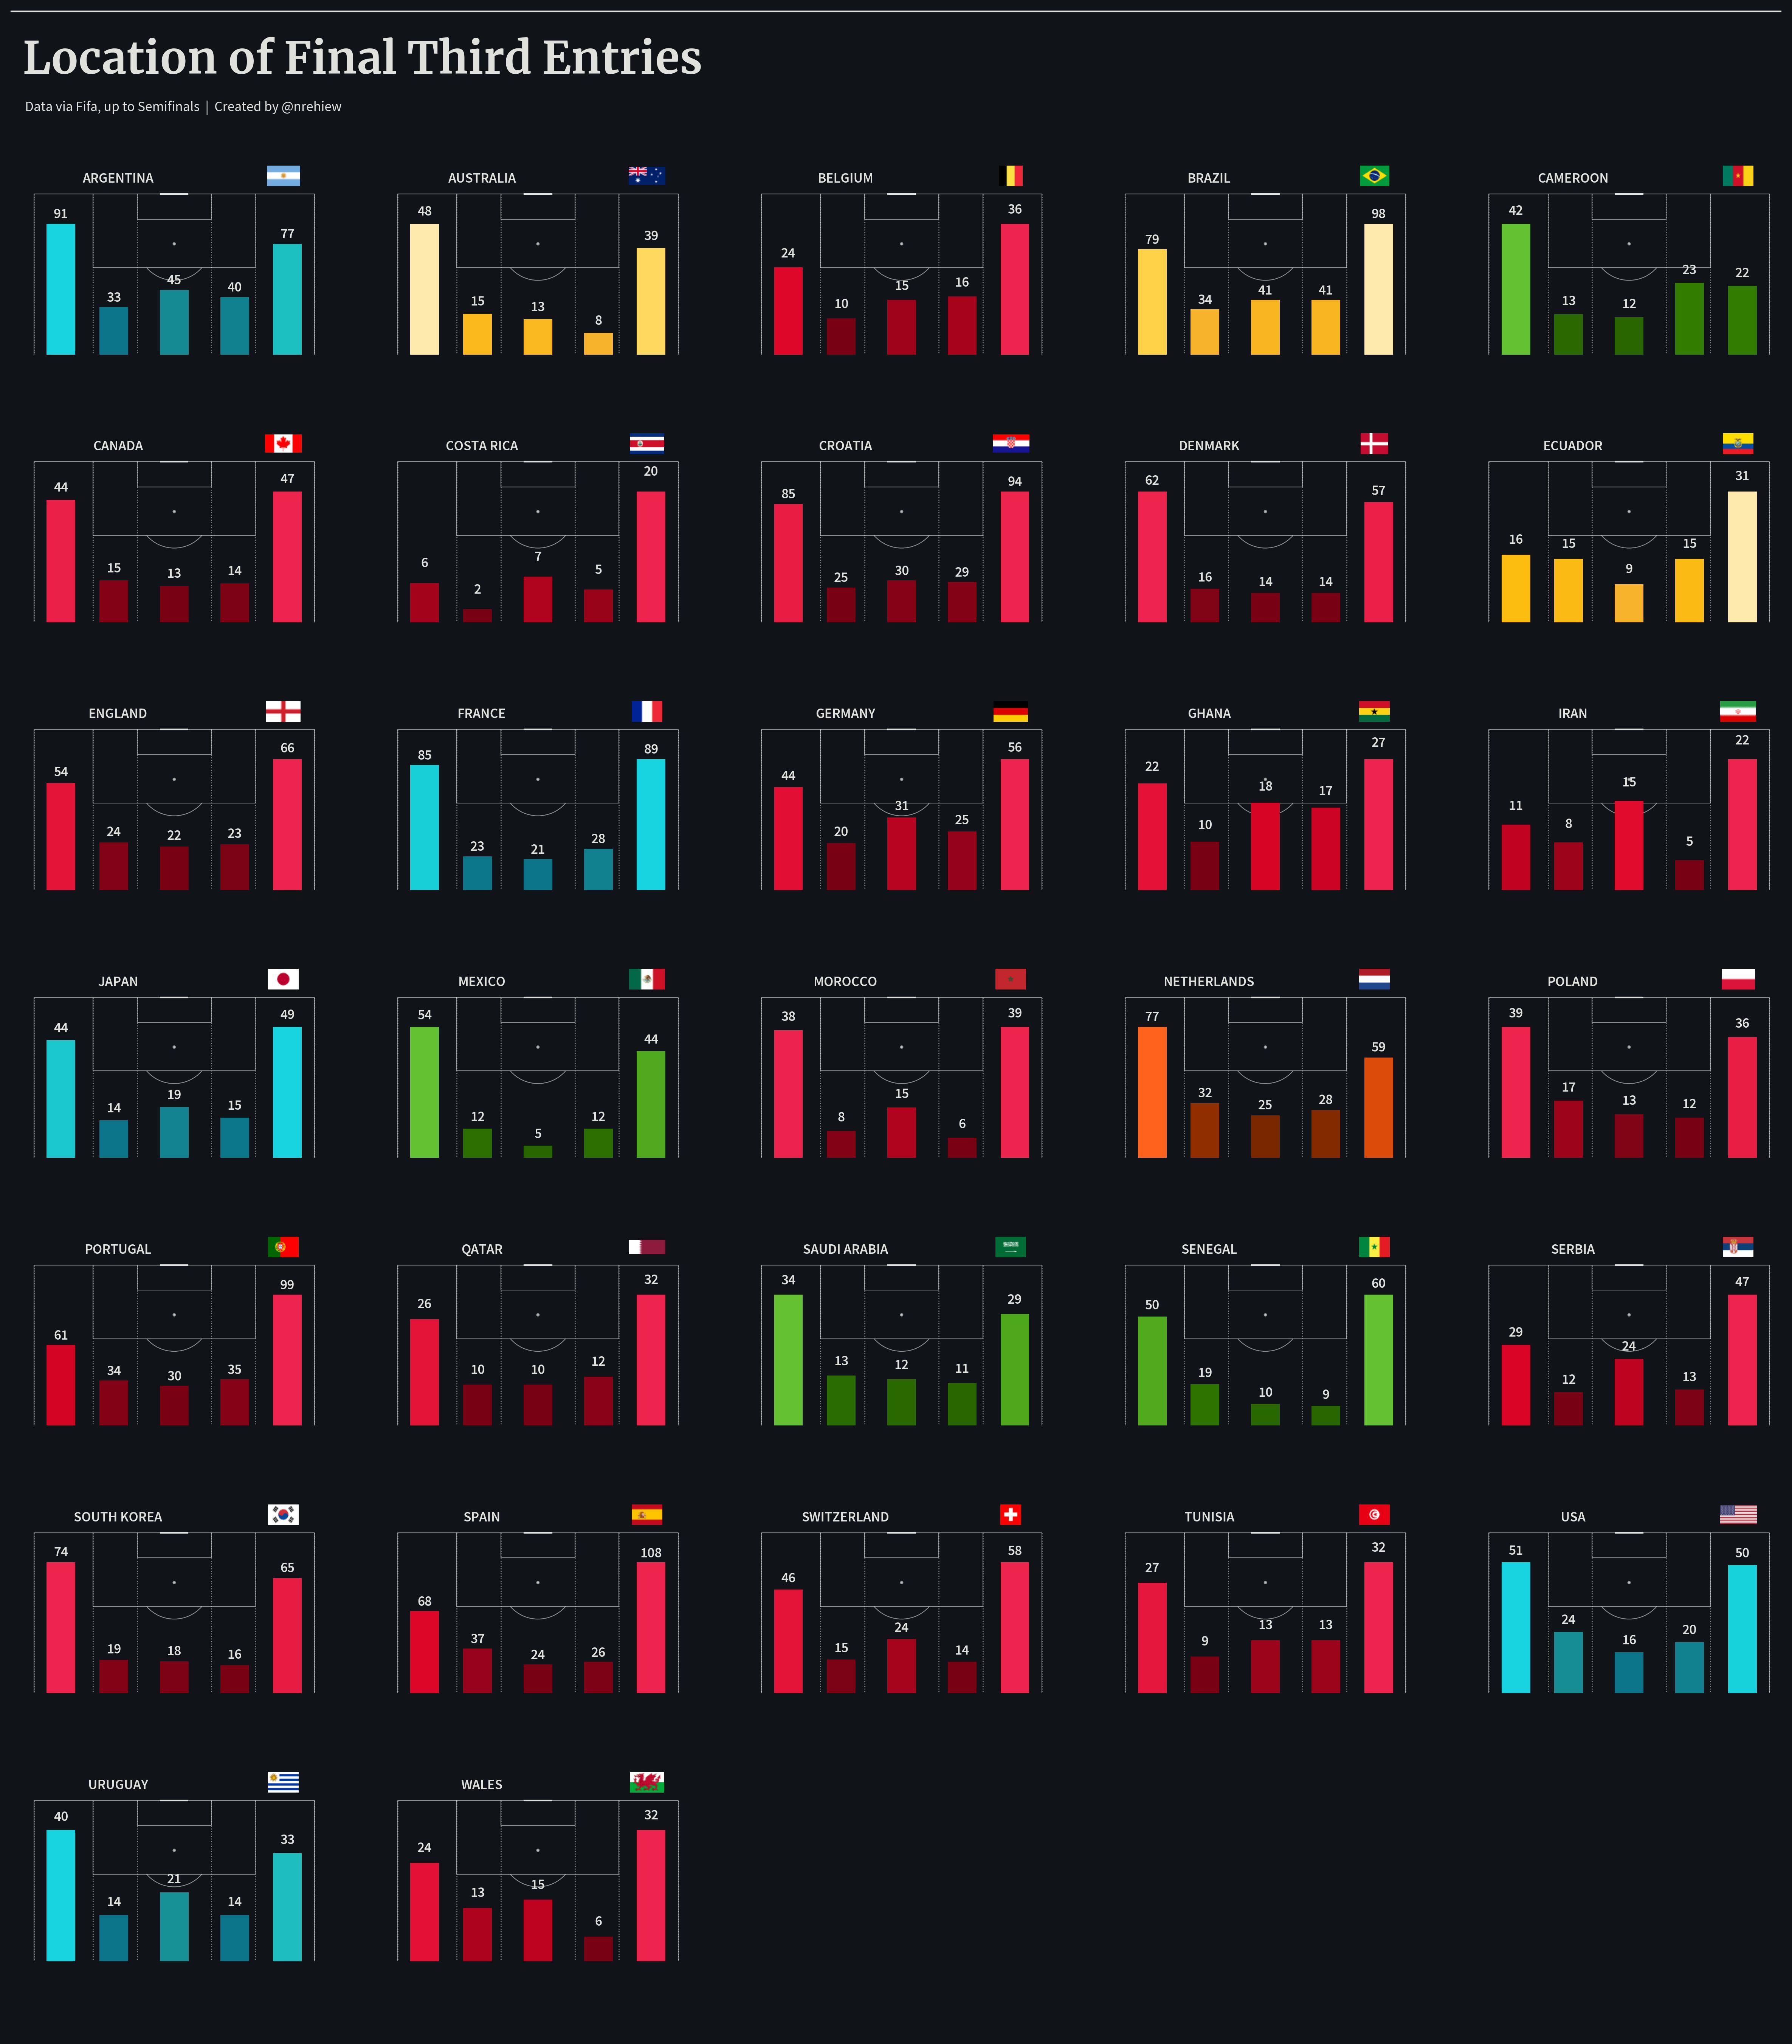 Location of Final Third Entries
Data via Fifa, up to Semifinals | Created by @nrehiew
ARGENTINA
91 33 45 40 77
AUSTRALIA
48 15 13 8 39
BELGIUM
24 10 15 16 36
BRAZIL
79 34 41 41 98
CAMEROON
42 13 12 23 22
CANADA
44 15 13 14 47
COSTA RICA
6 2 7 5 20
CROATIA
85 25 30 29 94
DENMARK
62 16 14 14 57
ECUADOR
16 15 9 15 31
ENGLAND
54 24 22 23 66
FRANCE
85 23 21 28 89
GERMANY
44 20 31 25 56
GHANA
22 10 18 17 27
IRAN
11 8 15 5 22
JAPAN
44 14 19 15 49
MEXICO
54 12 5 12 44
MOROCCO
38 8 15 6 39
NETHERLANDS
77 32 25 28 59
POLAND
39 17 13 12 36
PORTUGAL
61 34 30 35 99
QATAR
26 10 10 12 32
SAUDI ARABIA
34 13 12 11 29
SENEGAL
50 19 10 9 60
SERBIA
29 12 24 13 47
SOUTH KOREA
74 19 18 16 65
SPAIN
68 37 24 26 108
SWITZERLAND
46 15 24 14 58
TUNISIA
27 9 13 13 32
USA
51 24 16 20 50
URUGUAY
40 14 21 14 33
WALES
24 13 15 6 32